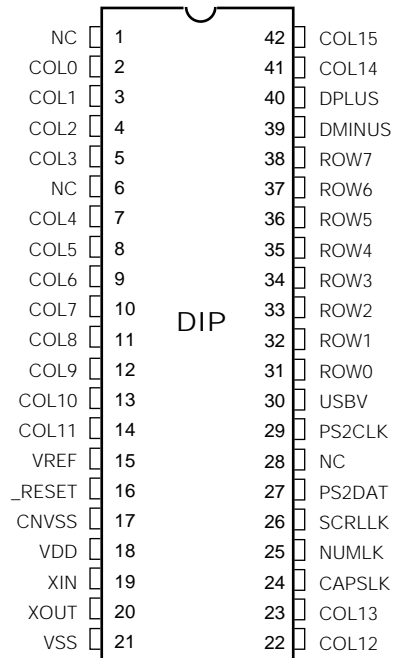 NC 1 42 COL15
COL0 2 41 COL14
COL1 3 40 DPLUS
COL2 4 39 DMINUS
COL3 5 38 ROW7
NC 6 37 ROW6
COL4 7 36 ROW5
COL5 8 35 ROW4
COL6 9 34 ROW3
COL7 10 33 ROW2
DIP
COL8 11 32 ROW1
COL9 12 31 ROW0
COL10 13 30 USBV
COL11 14 29 PS2CLK
VREF 15 28 NC
_RESET 16 27 PS2DAT
CNVSS 17 26 SCRLLK
VDD 18 25 NUMLK
XIN 19 24 CAPSLK
XOUT 20 23 COL13
VSS 21 22 COL12